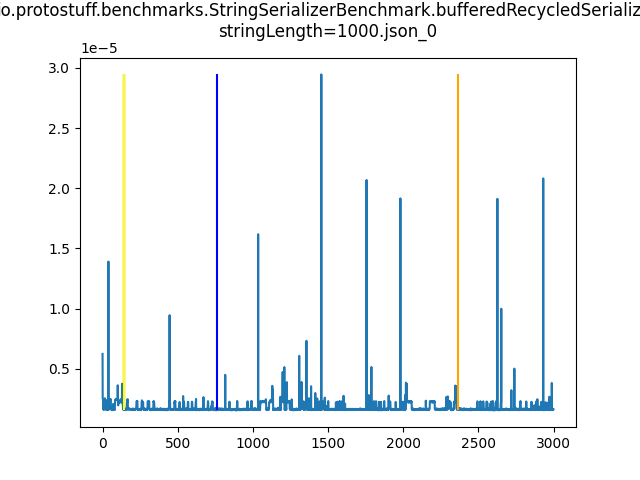 io.protostuff.benchmarks.StringSerializerBenchmark.bufferedRecycledSerializ
stringLength=1000.json_0
1e−5
3.0
2.5
2.0
1.5
1.0
0.5
0 500 1000 1500 2000 2500 3000